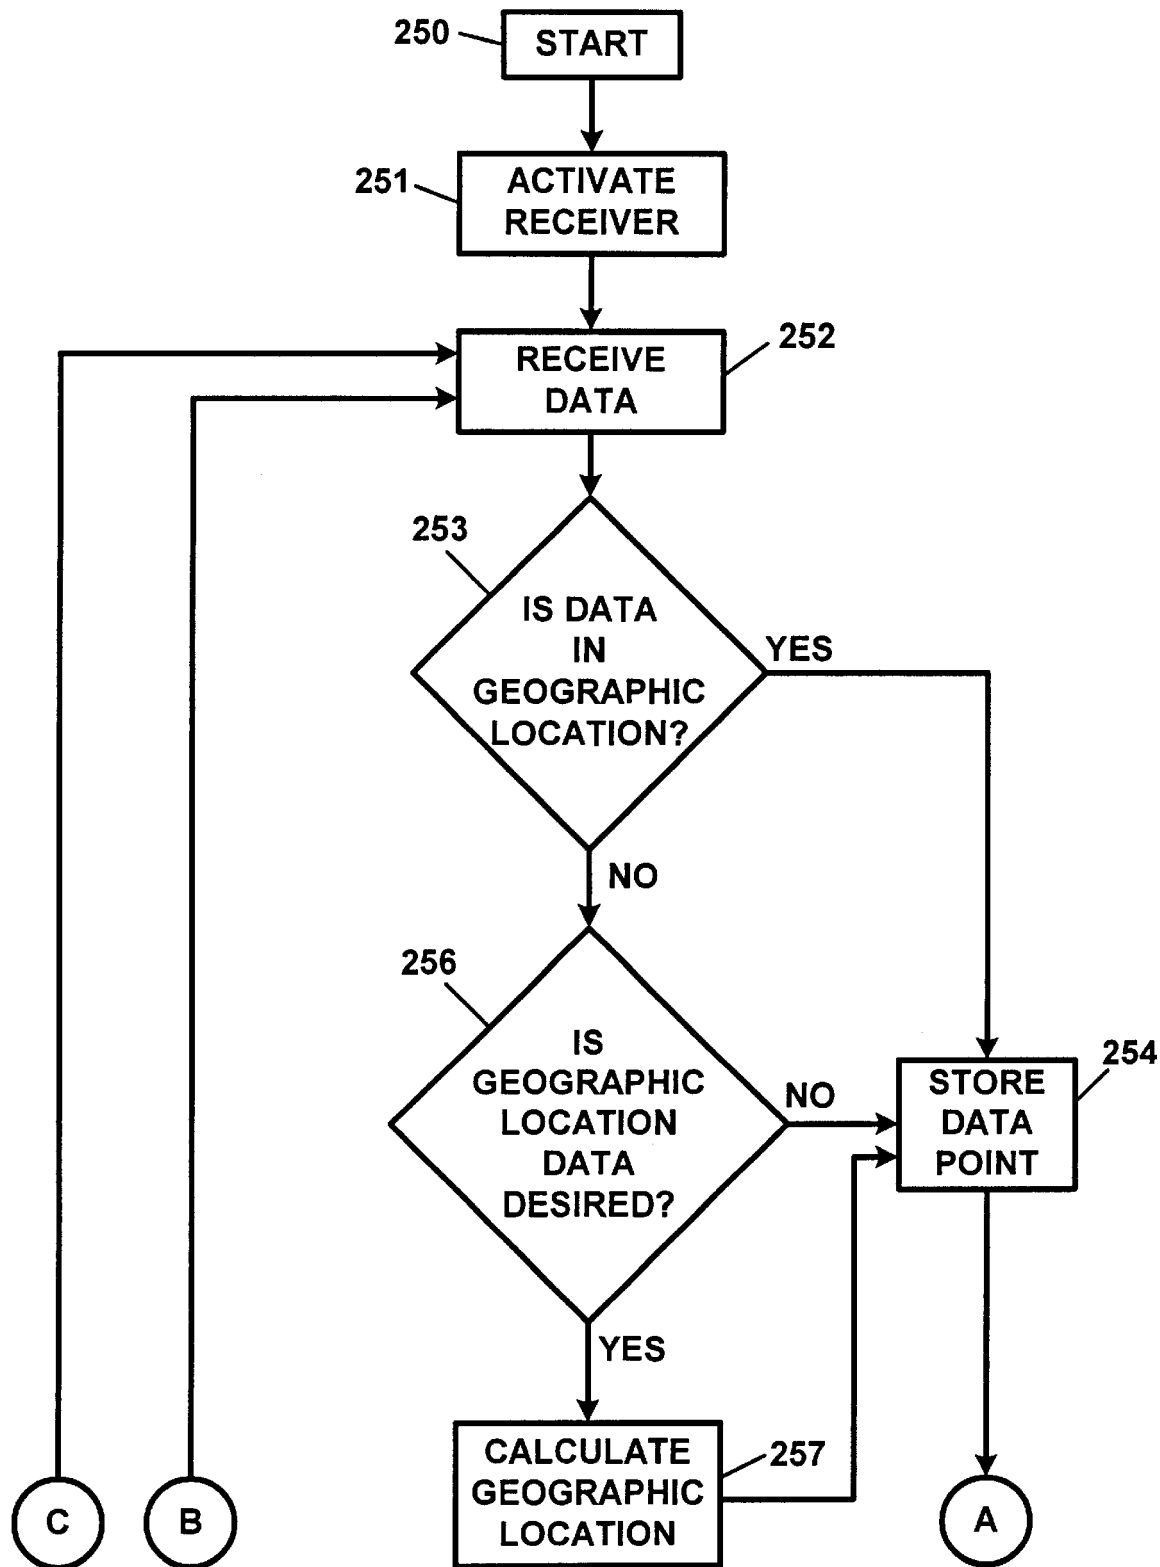 250
START
251
ACTIVATE
RECEIVER
252
RECEIVE
DATA
253
IS DATA
IN
GEOGRAPHIC
LOCATION?
YES
NO
256
IS
GEOGRAPHIC
LOCATION
DATA
DESIRED?
NO
254
STORE
DATA
POINT
YES
CALCULATE
GEOGRAPHIC
LOCATION
257
C
B
A